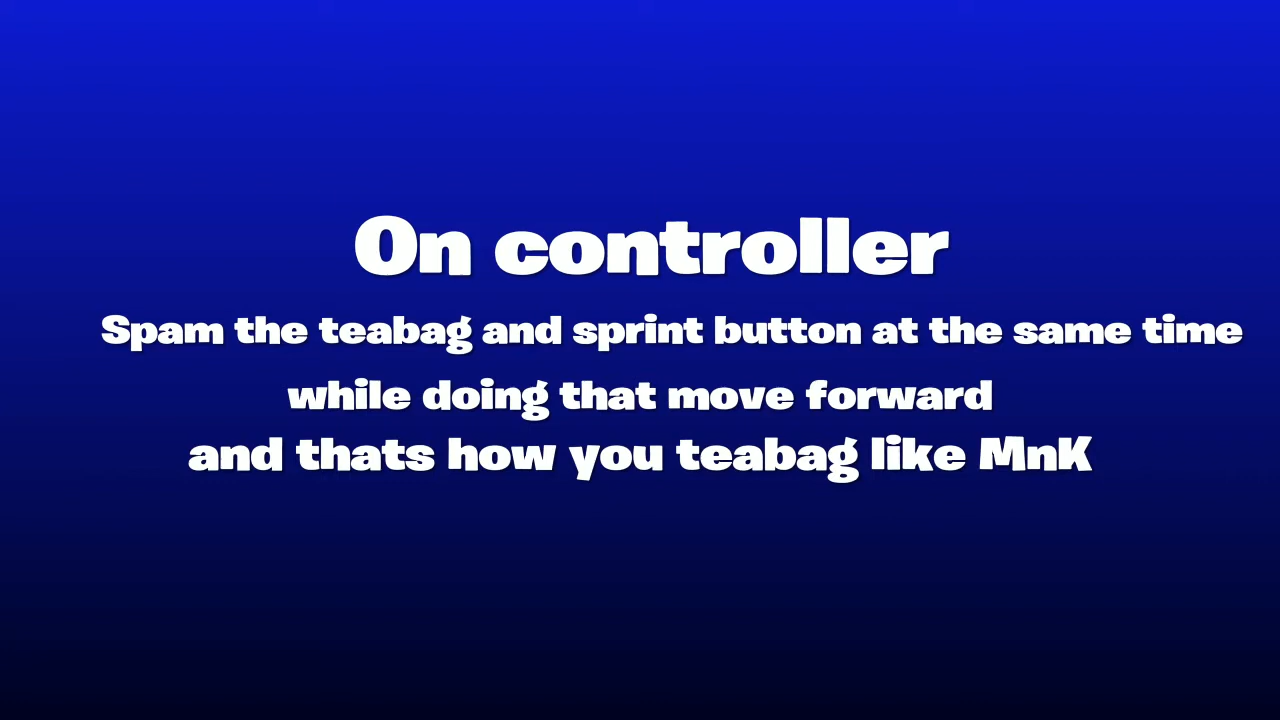 On controller
Spam the teabag and sprint button at the same time
while doing that move forward
and thats how you teabag like MnK